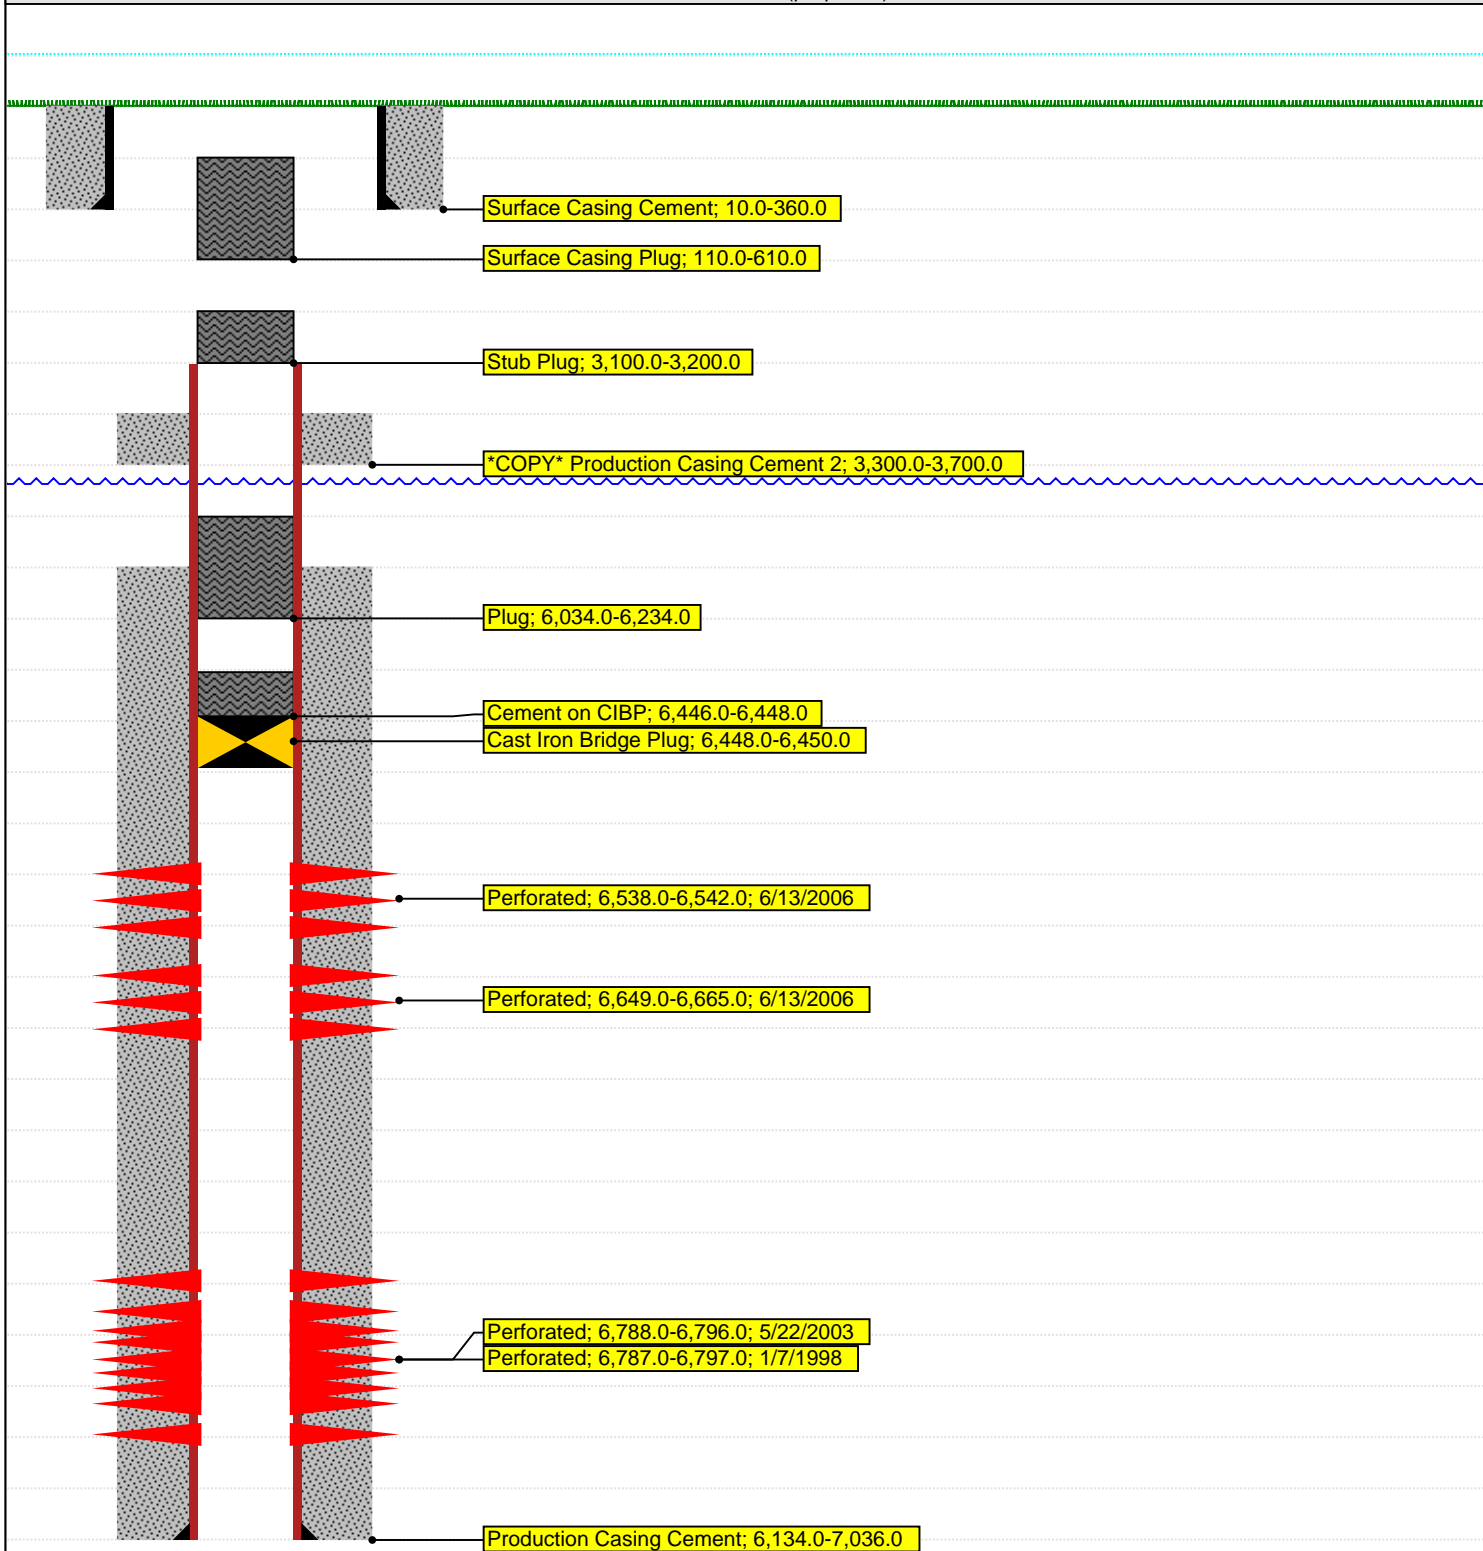 Surface Casing Cement; 10.0-360.0
Surface Casing Plug; 110.0-610.0
Stub Plug; 3,100.0-3,200.0
*COPY* Production Casing Cement 2; 3,300.0-3,700.0
Plug; 6,034.0-6,234.0
Cement on CIBP; 6,446.0-6,448.0
Cast Iron Bridge Plug; 6,448.0-6,450.0
Perforated; 6,538.0-6,542.0; 6/13/2006
Perforated; 6,649.0-6,665.0; 6/13/2006
Perforated; 6,788.0-6,796.0; 5/22/2003
Perforated; 6,787.0-6,797.0; 1/7/1998
Production Casing Cement; 6,134.0-7,036.0